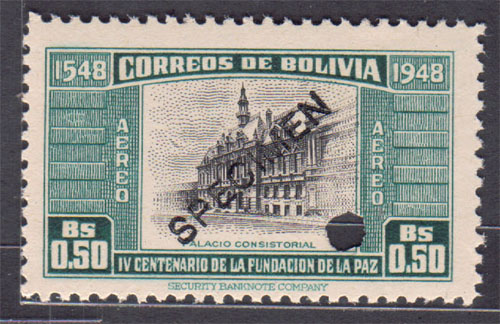 1548 CORREOS DE BOLIVIA 1948
AEREO
AEREO
SPECIMEN
PALACIO CONSISTORIAL
Bs 0.50
Bs 0.50
IV CENTENARIO DE LA FUNDACION DE LA PAZ
SECURITY BANKNOTE COMPANY